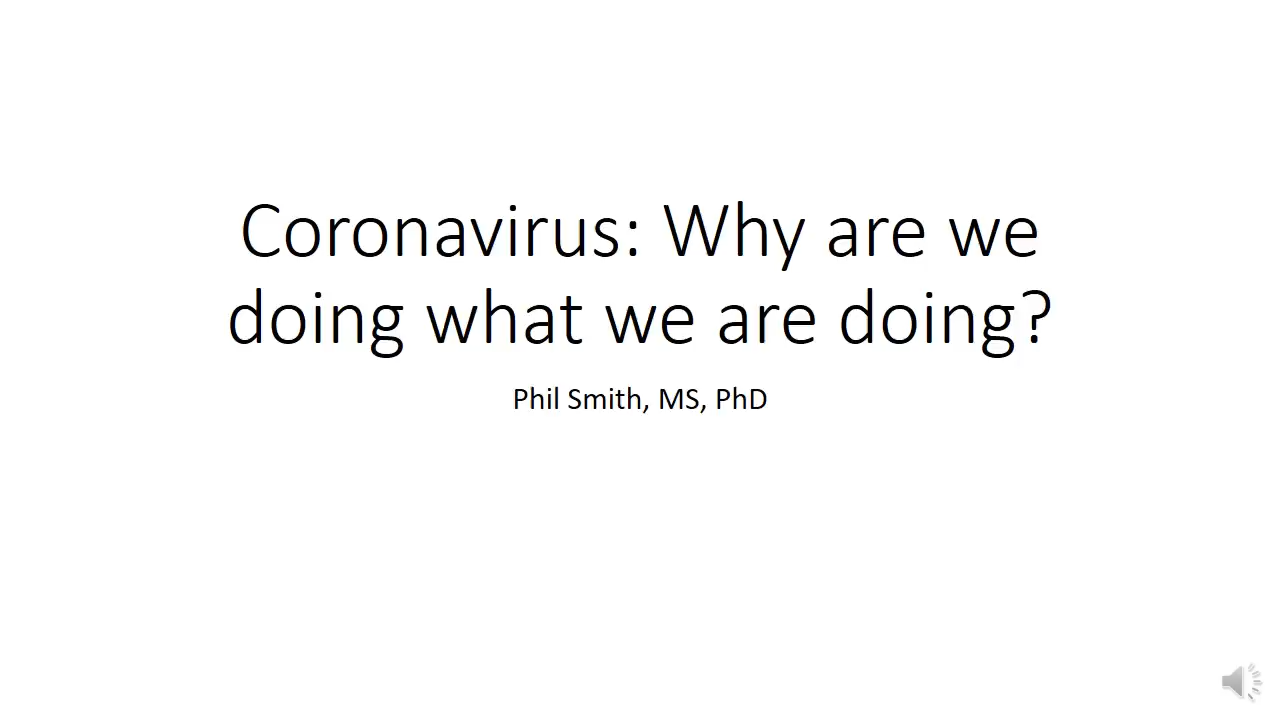 Coronavirus: Why are we
doing what we are doing?
Phil Smith, MS, PhD